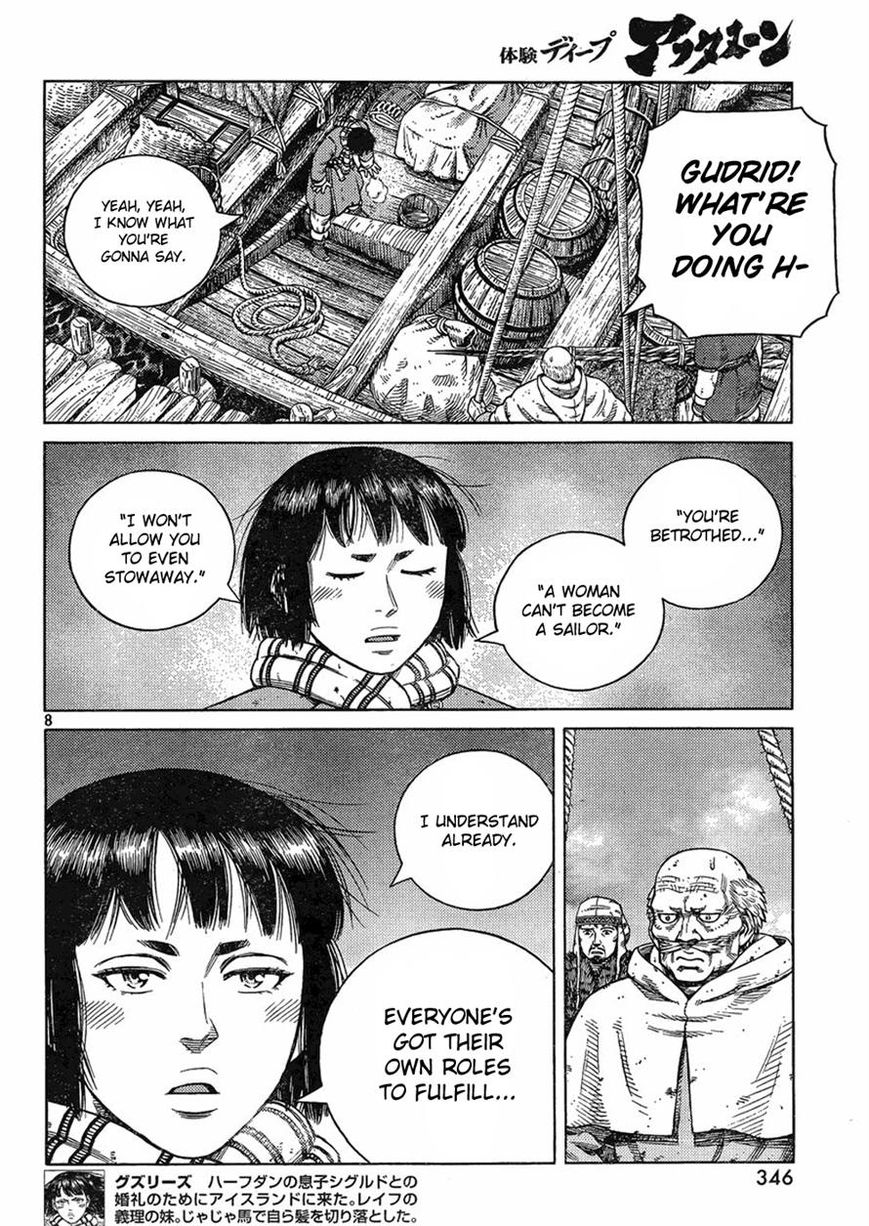 体験 ディープ アフタヌーン
GUDRID!
WHAT'RE
YOU
DOING H-
YEAH, YEAH,
I KNOW WHAT
YOU'RE
GONNA SAY.
"YOU'RE
BETROTHED..."
"A WOMAN
CAN'T BECOME
A SAILOR."
"I WON'T
ALLOW YOU
TO EVEN
STOWAWAY."
8
I UNDERSTAND
ALREADY.
EVERYONE'S
GOT THEIR
OWN ROLES
TO FULFILL...
346
グズリーズ ハーフダンの息子シグルドとの
婚礼のためにアイスランドに来た。レイフの
義理の妹。じゃじゃ馬で自ら髪を切り落とした。